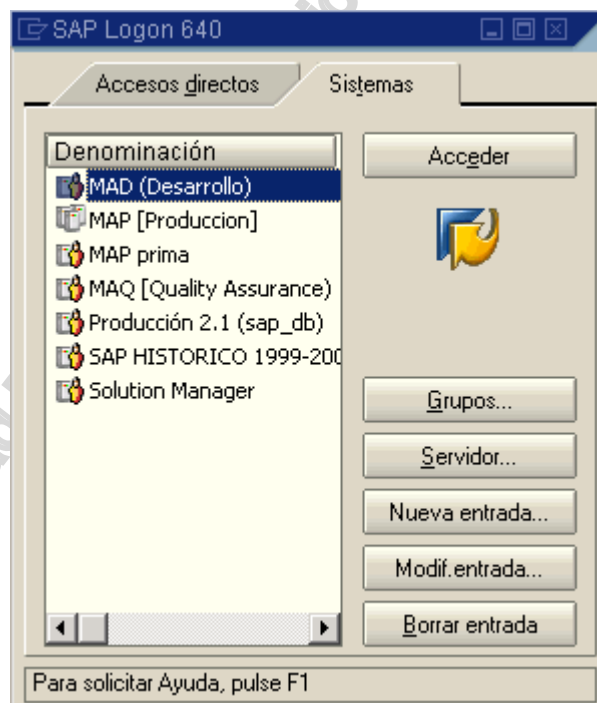 SAP Logon 640
Accesos directos
Sistemas
Denominación
MAD (Desarrollo)
MAP [Produccion]
MAP prima
MAQ [Quality Assurance)
Producción 2.1 (sap_db)
SAP HISTORICO 1999-200
Solution Manager
Acceder
Grupos...
Servidor...
Nueva entrada...
Modif.entrada...
Borrar entrada
Para solicitar Ayuda, pulse F1